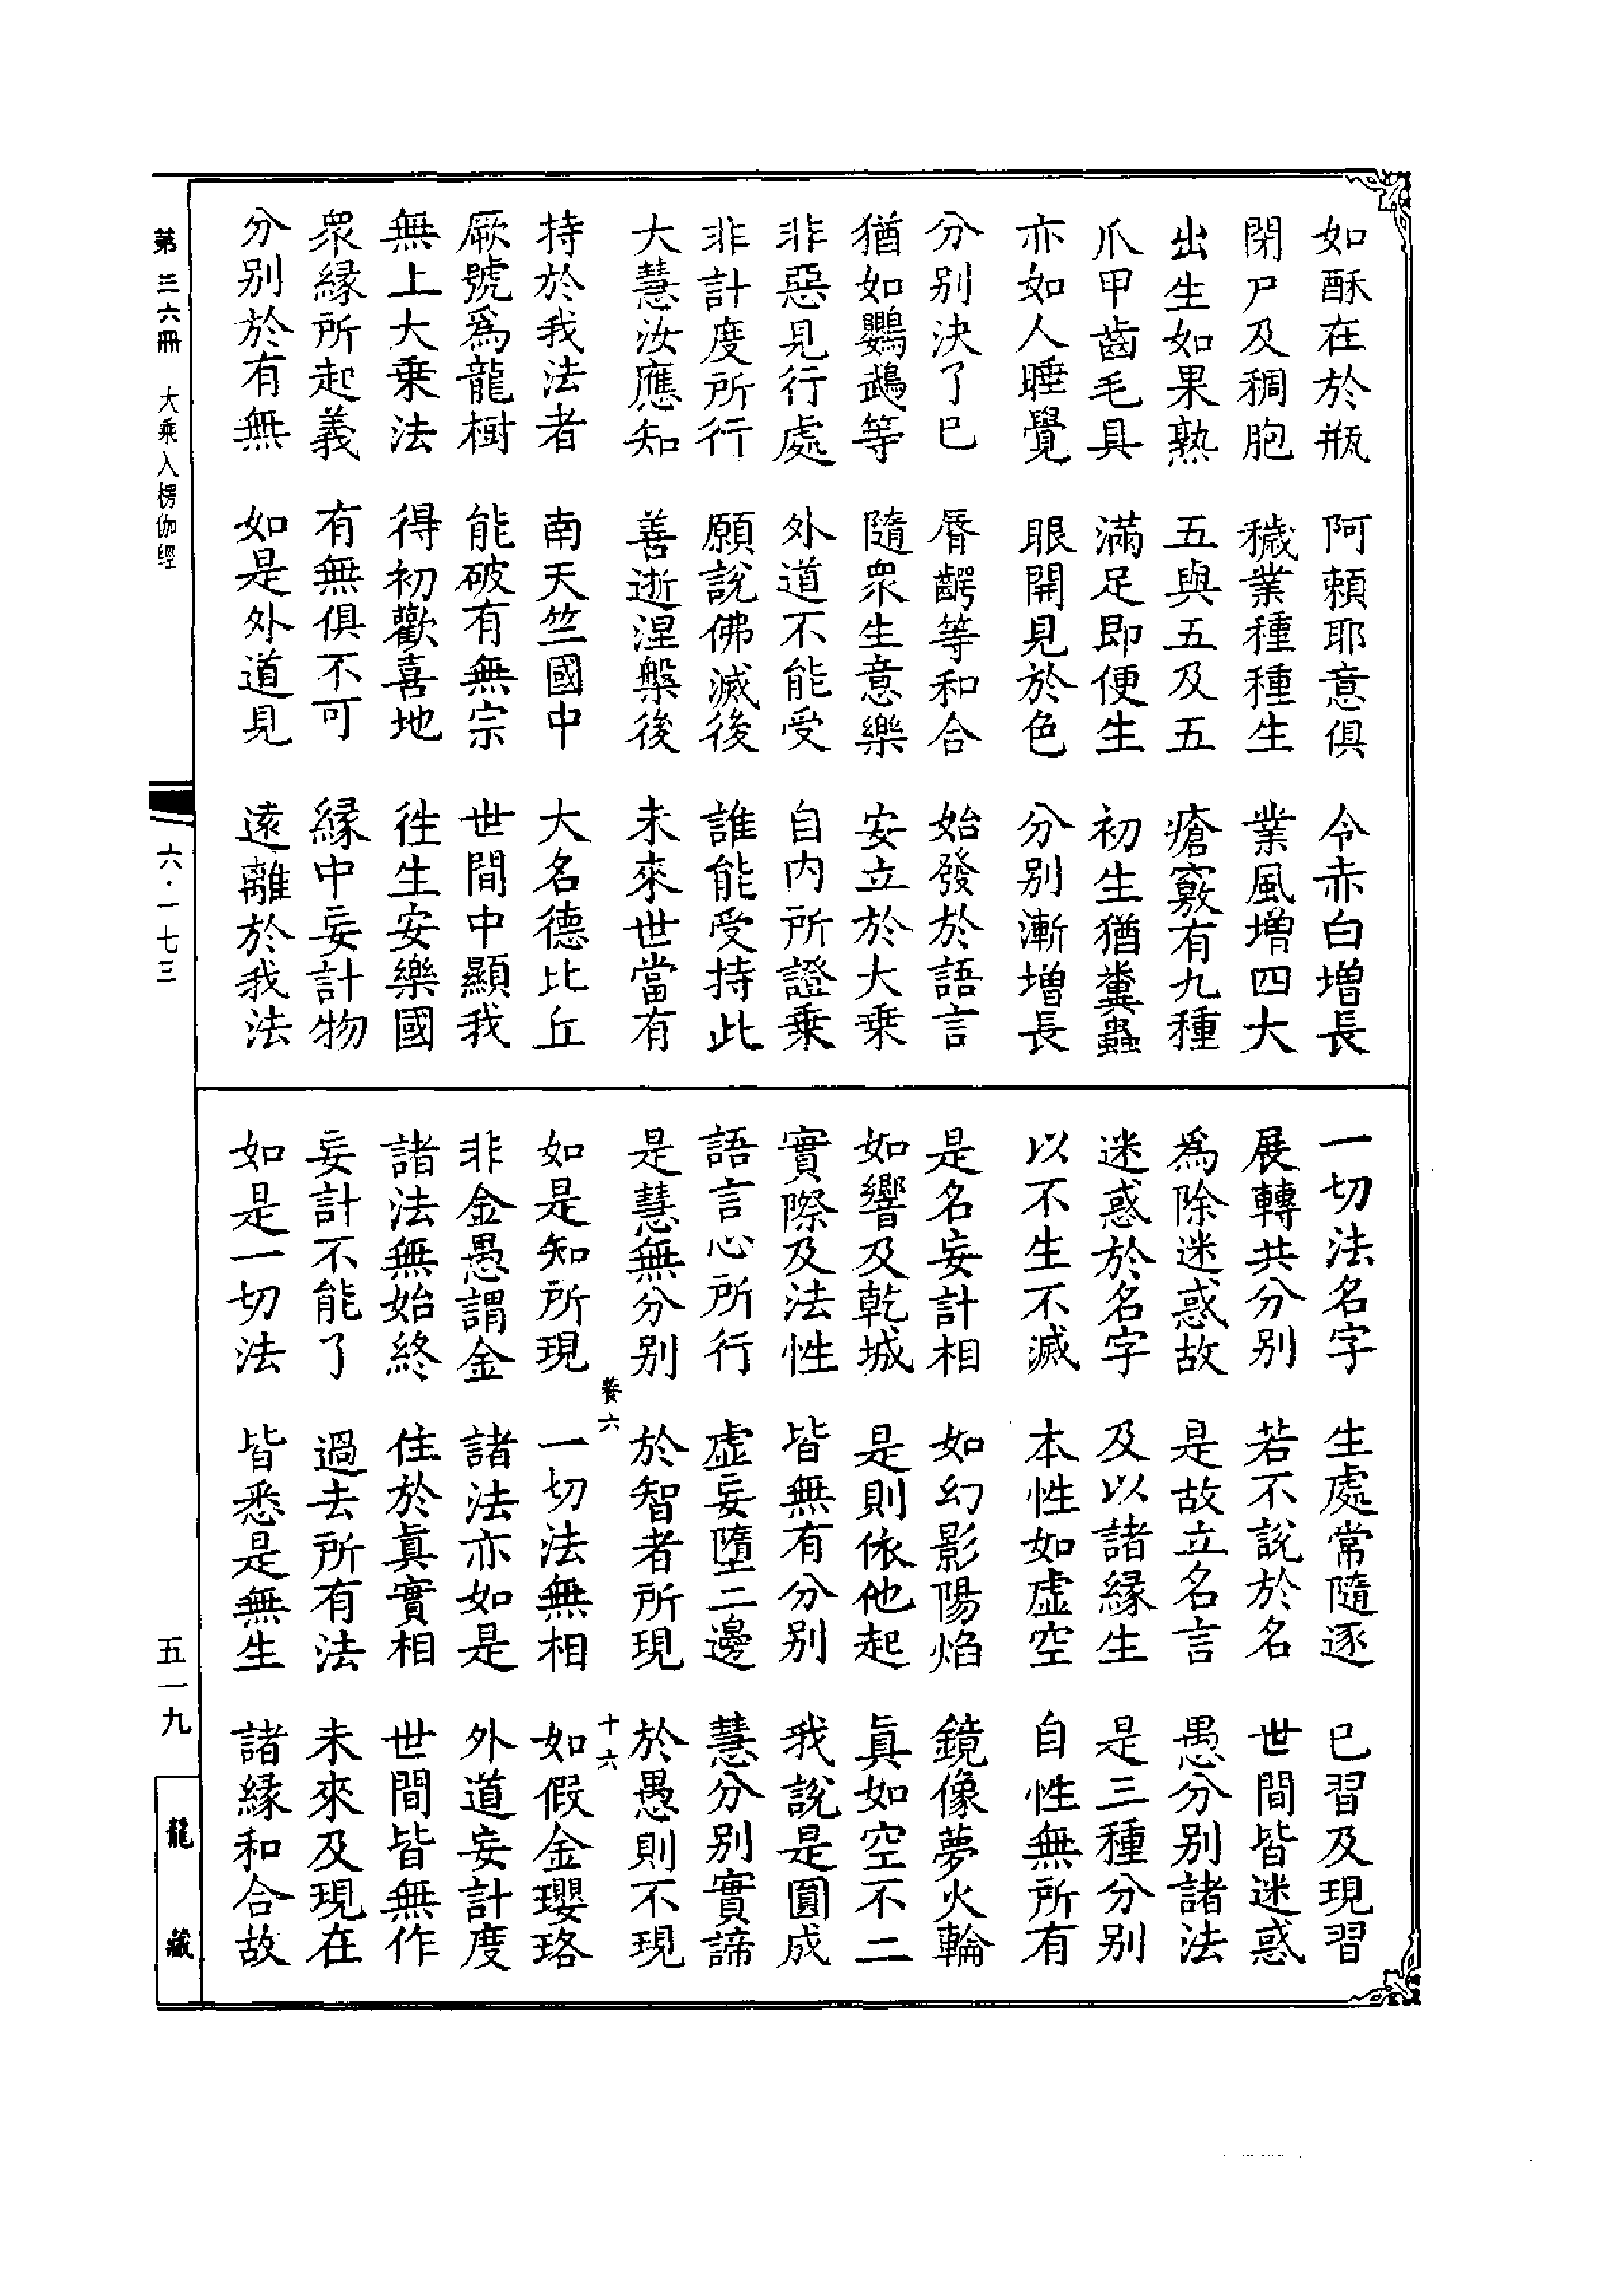 如酥在於瓶　阿賴耶意俱　令赤白增長
閉尸及稠胞　穢業種種生　業風增四大
出生如果熟　五與五及五　瘡竅有九種
爪甲齒毛具　滿足即便生　初生猶糞蟲
亦如人睡覺　眼開見於色　分别漸增長
分别決了已　脣齶等和合　始發於語言
猶如鸚鵡等　隨衆生意樂　安立於大乗
非惡見行處　外道不能受　自内所證乗
非計度所行　願說佛滅後　誰能受持此
大慧汝應知　善逝涅槃後　未來世當有
持於我法者　南天竺國中　大名德比丘
厥號爲龍樹　能破有無宗　世間中顯我
無上大乗法　得初歡喜地　徃生安樂國
衆緣所起義　有無俱不可　緣中妄計物
分别於有無　如是外道見　遠離於我法
一切法名字　生處常隨逐　已習及現習
展轉共分别　若不說於名　世間皆迷惑
爲除迷惑故　是故立名言　愚分别諸法
迷惑於名字　及以諸緣生　是三種分别
以不生不滅　本性如虚空　自性無所有
是名妄計相　如幻影陽焰　鏡像夢火輪
如響及乾城　是則依他起　眞如空不二
實際及法性　皆無有分别　我說是圓成
語言心所行　虚妄墮二邊　慧分别實諦
是慧無分别　於智者所現　於愚則不現
養六　十六
如是知所現　一切法無相　如假金瓔珞
非金愚謂金　諸法亦如是　外道妄計度
諸法無始終　住於眞實相　世間皆無作
妄計不能了　過去所有法　未來及現在
如是一切法　皆悉是無生　諸緣和合故
第三六冊　大乘入楞伽經
六·一七三
五一九
龍藏